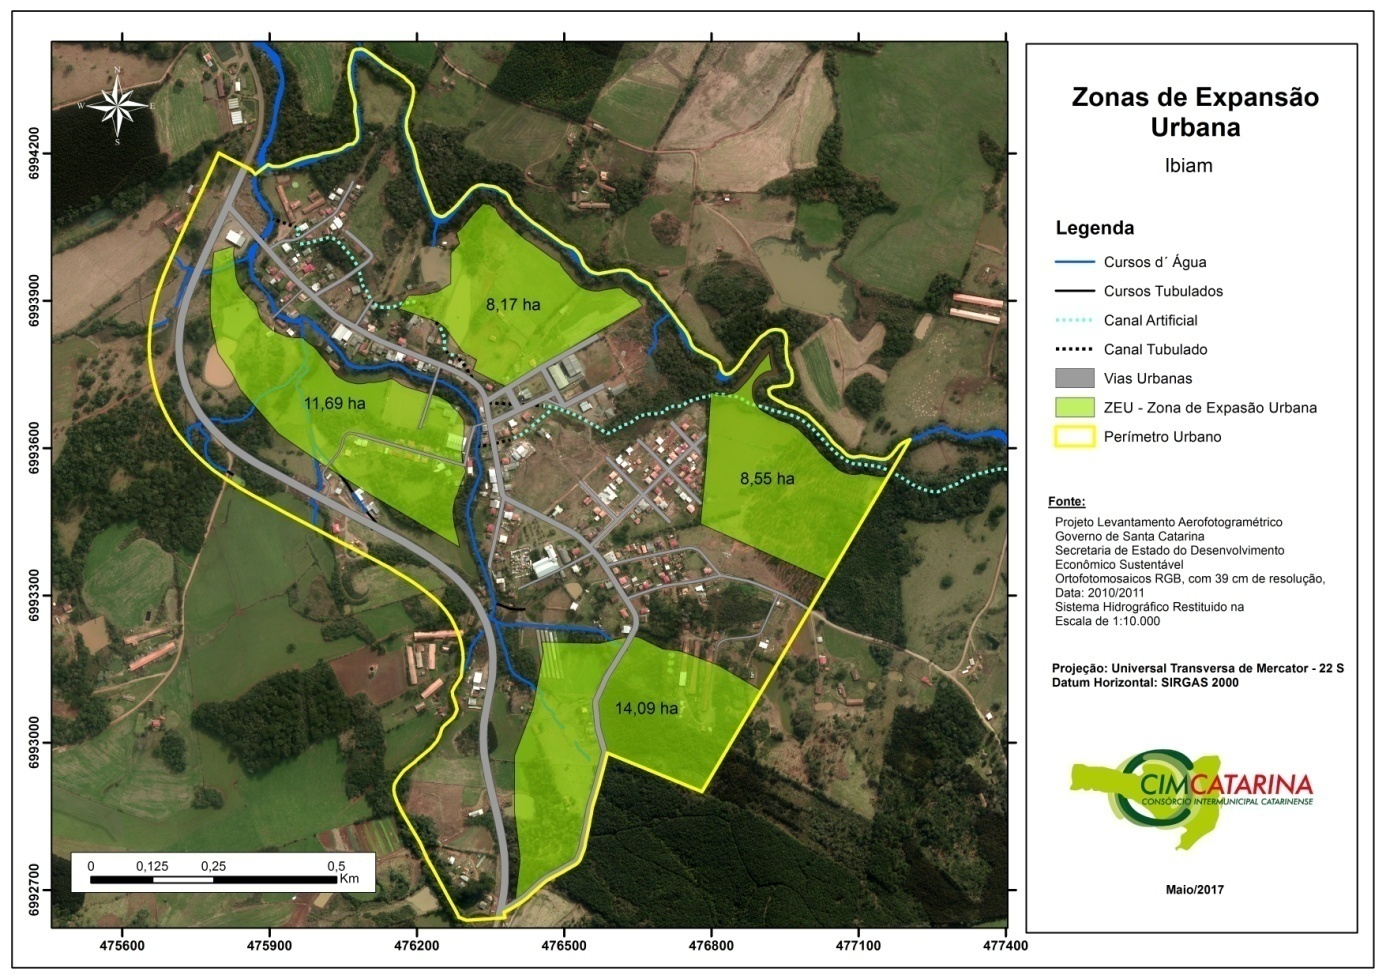 Zonas de Expansão
Urbana
Ibiam
Legenda
Cursos d´ Água
Cursos Tubulados
Canal Artificial
Canal Tubulado
Vias Urbanas
ZEU - Zona de Expasão Urbana
Perímetro Urbano
Fonte:
Projeto Levantamento Aerofotogramétrico
Governo de Santa Catarina
Secretaria de Estado do Desenvolvimento
Econômico Sustentável
Ortofotomosaicos RGB, com 39 cm de resolução,
Data: 2010/2011
Sistema Hidrográfico Restituido na
Escala de 1:10.000
Projeção: Universal Transversa de Mercator - 22 S
Datum Horizontal: SIRGAS 2000
CIMCATARINA
CONSÓRCIO INTERMUNICIPAL CATARINENSE
Maio/2017
N
W E
S
8,17 ha
11,69 ha
8,55 ha
14,09 ha
6994200
6993900
6993600
6993300
6993000
6992700
0 0,125 0,25 0,5
Km
475600 475900 476200 476500 476800 477100 477400